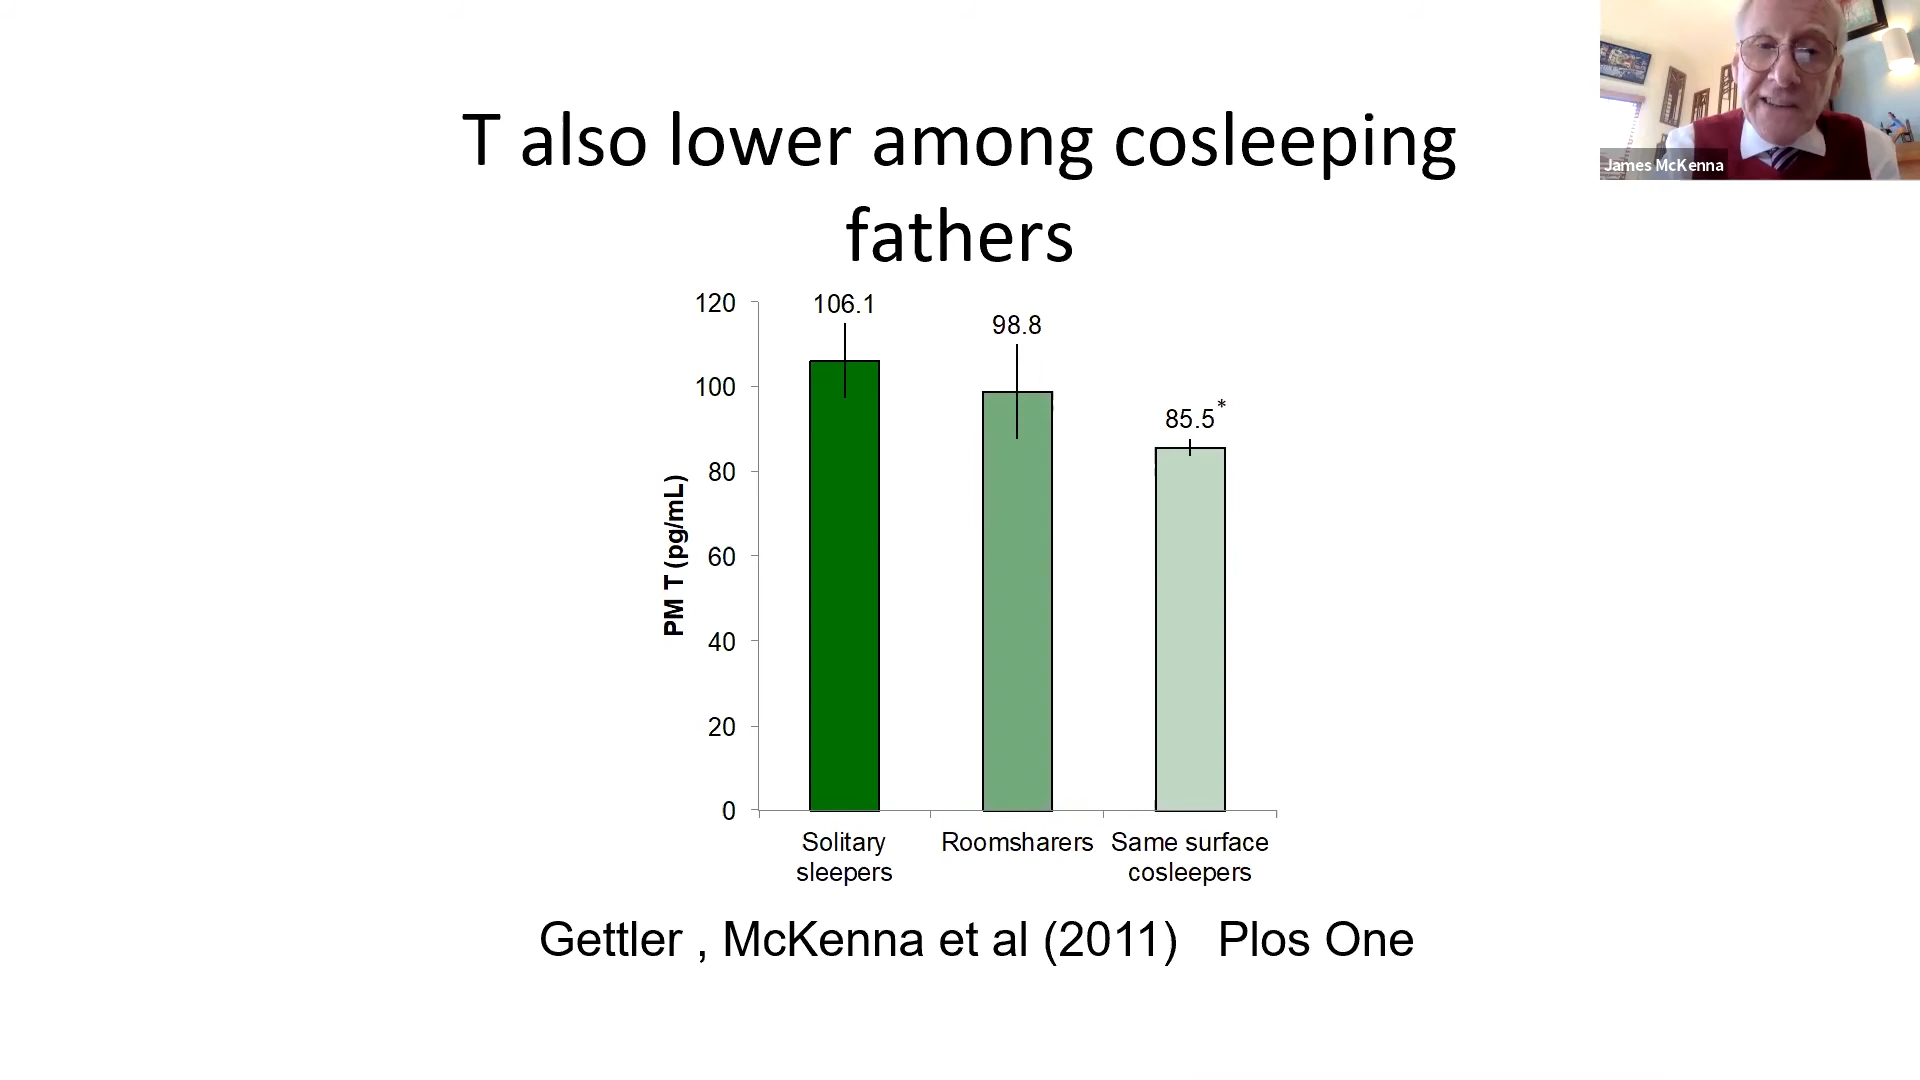 T also lower among cosleeping
fathers
James McKenna
120
100
80
60
40
20
0
PM T (pg/mL)
106.1
98.8
85.5*
Solitary
sleepers
Roomsharers
Same surface
cosleepers
Gettler , McKenna et al (2011)   Plos One